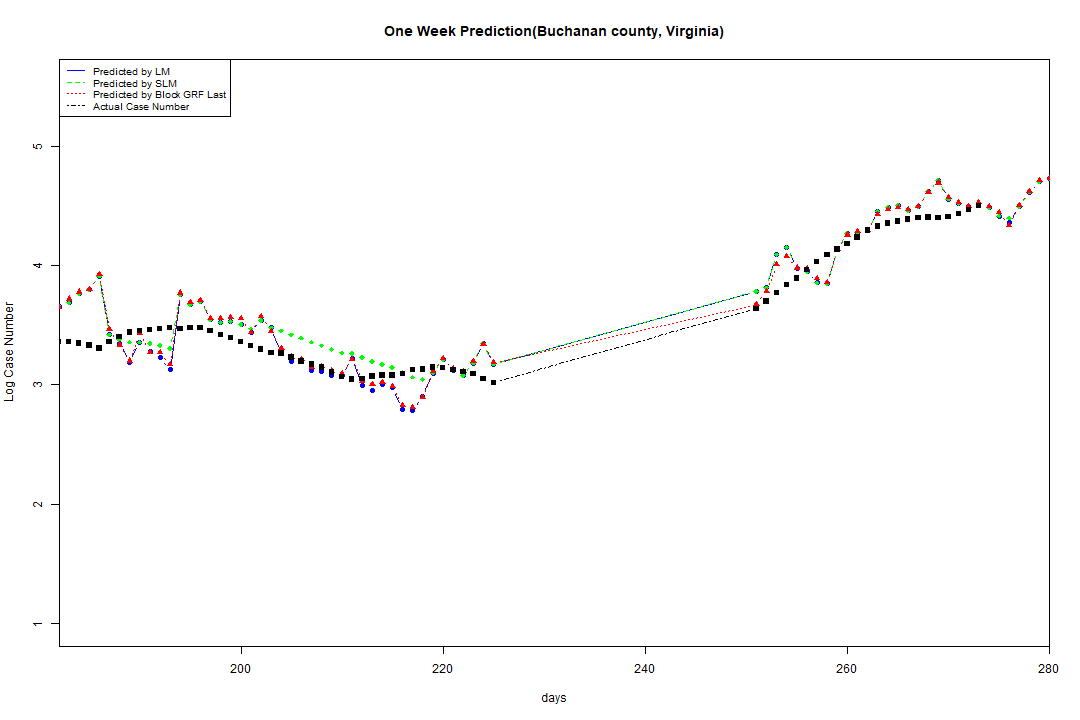 One Week Prediction(Buchanan county, Virginia)
Predicted by LM
Predicted by SLM
Predicted by Block GRF Last
Actual Case Number
Log Case Number
5
4
3
2
1
200 220 240 260 280
days